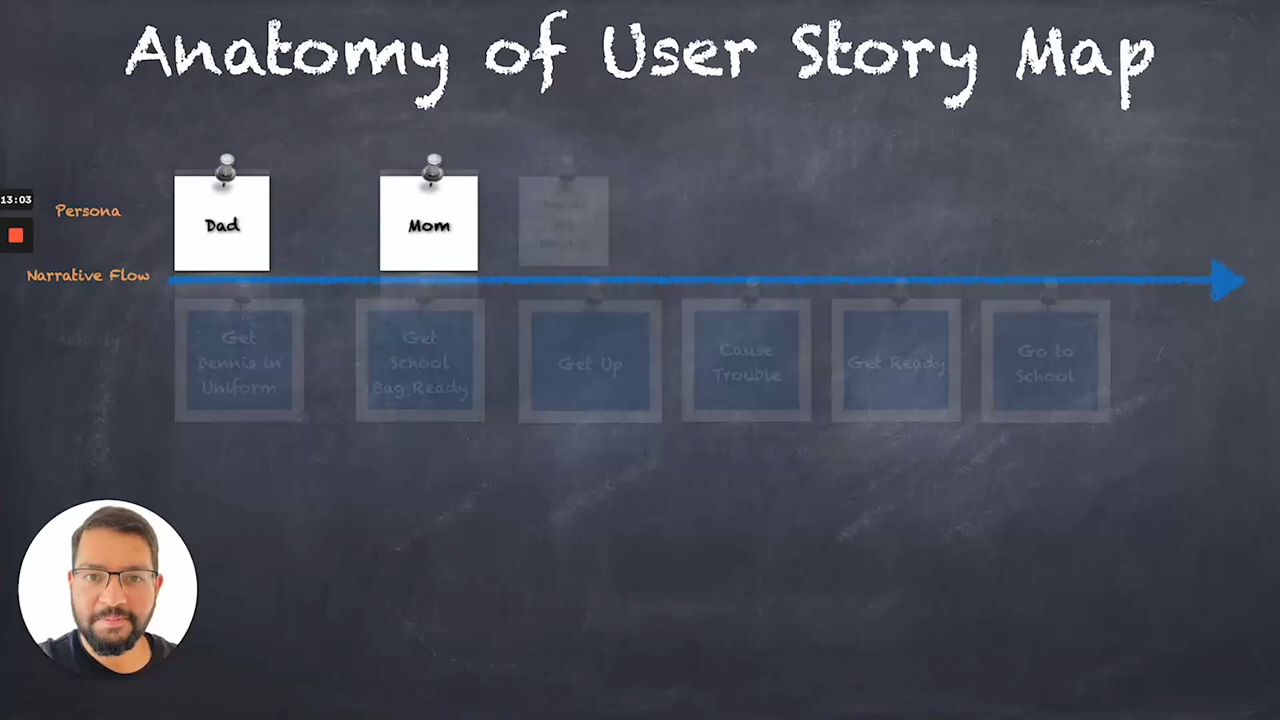 Anatomy of User Story Map
13:03
Persona
Dad
Mom
Narrative Flow
Activity
Get
Dennis in
Uniform
Get
School
Bag Ready
Get Up
Cause
Trouble
Get Ready
Go to
School